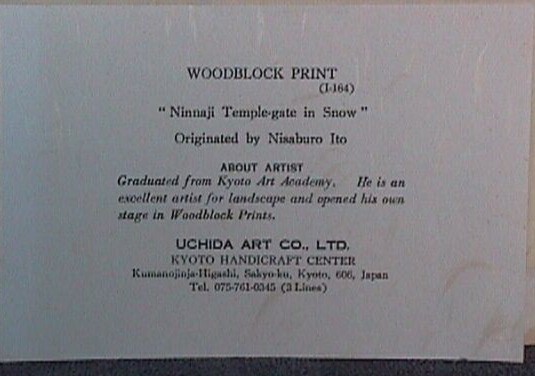 WOODBLOCK PRINT
(I-164)
" Ninnaji Temple-gate in Snow "
Originated by Nisaburo Ito
ABOUT ARTIST
Graduated from Kyoto Art Academy. He is an
excellent artist for landscape and opened his own
stage in Woodblock Prints.
UCHIDA ART CO., LTD.
KYOTO HANDICRAFT CENTER
Kumanojinja-Higashi, Sakyo-ku, Kyoto, 606, Japan
Tel. 075-761-0345 (3 Lines)